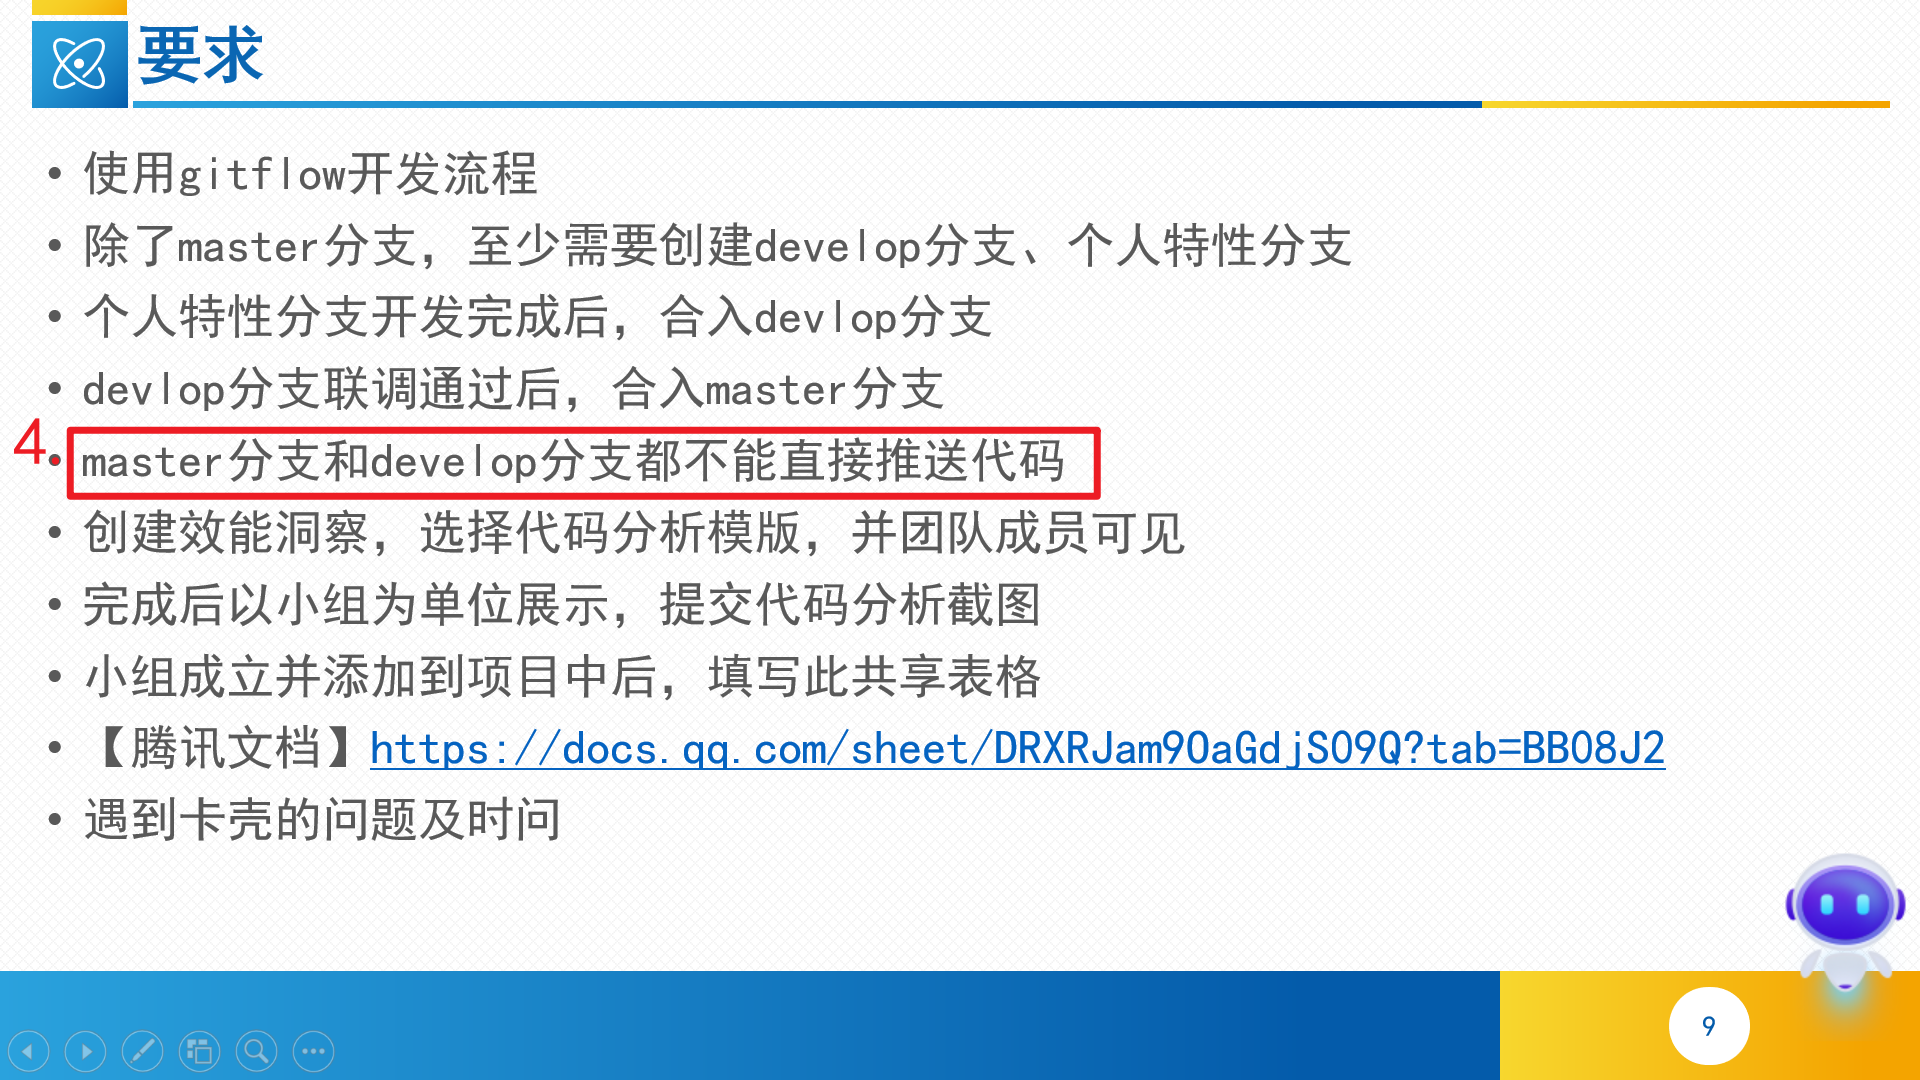 要求
• 使用gitflow开发流程
• 除了master分支，至少需要创建develop分支、个人特性分支
• 个人特性分支开发完成后，合入devlop分支
• devlop分支联调通过后，合入master分支
4
• master分支和develop分支都不能直接推送代码
• 创建效能洞察，选择代码分析模版，并团队成员可见
• 完成后以小组为单位展示，提交代码分析截图
• 小组成立并添加到项目中后，填写此共享表格
• 【腾讯文档】https://docs.qq.com/sheet/DRXRJam9OaGdjS09Q?tab=BB08J2
• 遇到卡壳的问题及时问
9